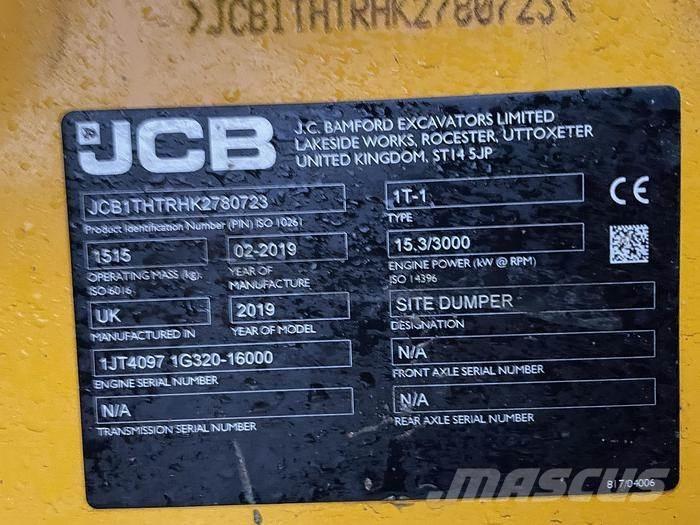 >JCB1THTRHK2780723<
JCB
J.C. BAMFORD EXCAVATORS LIMITED
LAKESIDE WORKS, ROCESTER, UTTOXETER
UNITED KINGDOM, ST14 5JP
JCB1THTRHK2780723
Product Identification Number (PIN) ISO 10261
1T-1
TYPE
1515
OPERATING MASS (kg),
ISO 6016
02-2019
YEAR OF
MANUFACTURE
15.3/3000
ENGINE POWER (kW @ RPM)
ISO 14396
UK
MANUFACTURED IN
2019
YEAR OF MODEL
SITE DUMPER
DESIGNATION
1JT4097 1G320-16000
ENGINE SERIAL NUMBER
N/A
FRONT AXLE SERIAL NUMBER
N/A
TRANSMISSION SERIAL NUMBER
N/A
REAR AXLE SERIAL NUMBER
CE
817/04006
MASCUS